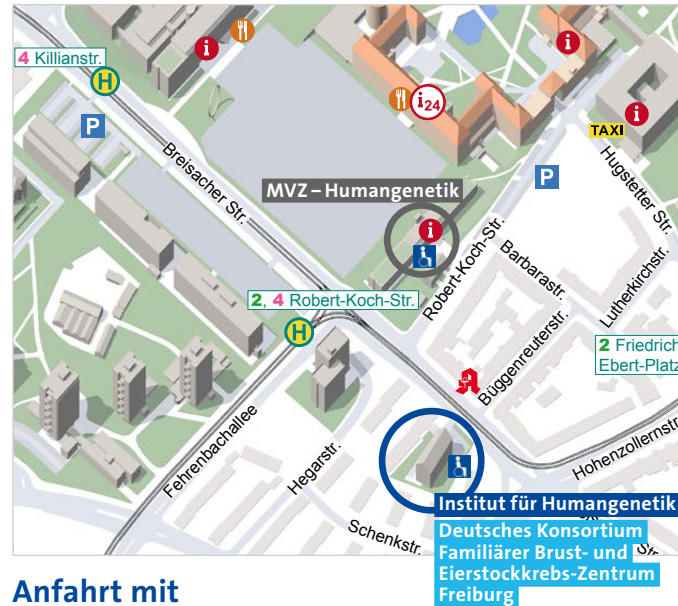 4 Killianstr.
H
P
i
i
i24
i
TAXI
Breisacher Str.
Hugstetter Str.
P
MVZ – Humangenetik
i
Robert-Koch-Str.
Barbarastr.
Lutherkirchstr.
2, 4 Robert-Koch-Str.
H
Büggenreuterstr.
2 Friedrich
Ebert-Platz
A
Fehrenbachallee
Hegarstr.
Hohenzollernstr
Schenkstr.
Institut für Humangenetik
Deutsches Konsortium
Familiärer Brust- und
Eierstockkrebs-Zentrum
Freiburg
Anfahrt mit